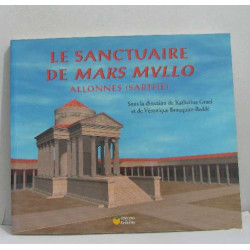 LE SANCTUAIRE
DE MARS MVLLO
ALLONNES (SARTHE)
Sous la direction de Katherine Gruel
et de Véronique Brouquier-Reddé